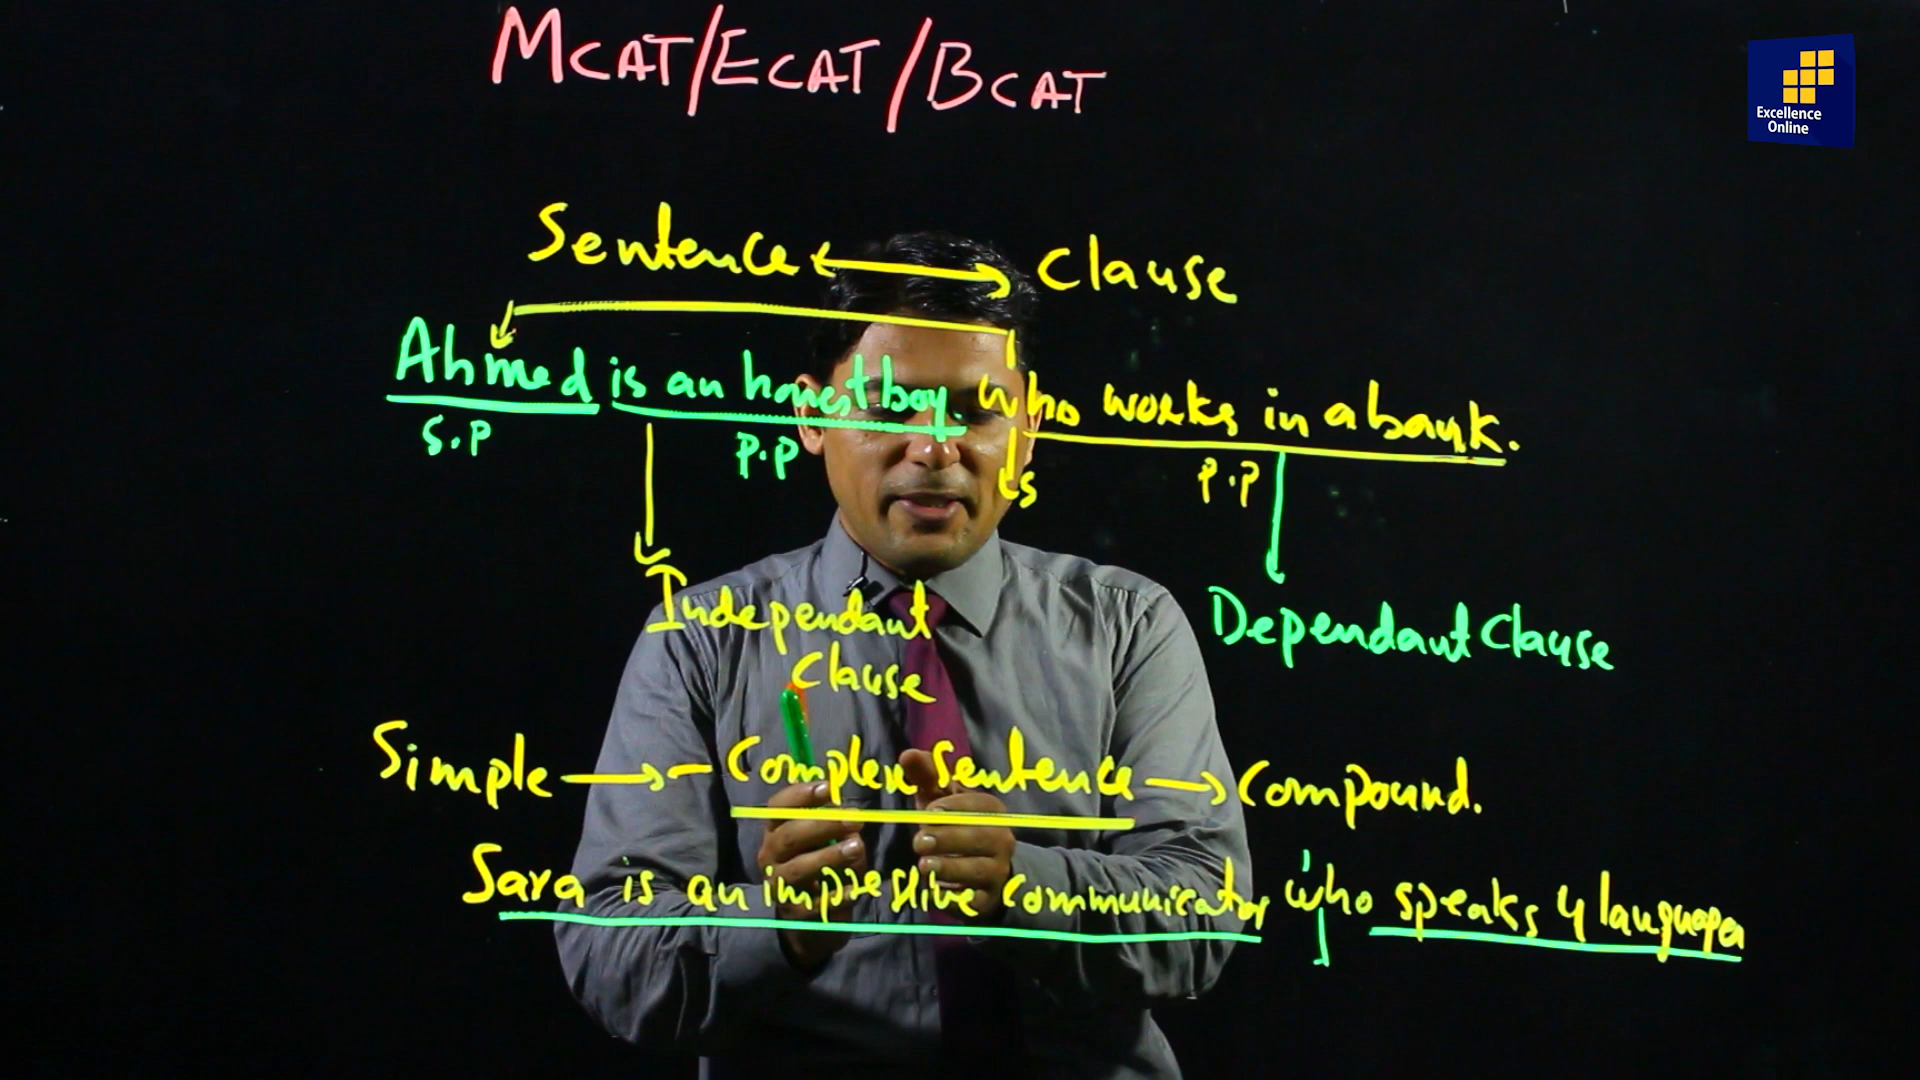 MCAT/ECAT/BCAT
Excellence
Online
Sentence ↔ Clause
Ahmed is an honest boy. who works in a bank.
S.P P.P S P.P
Independant
Clause
Dependant Clause
Simple → - Complex Sentence → Compound.
Sara is an impressive communicator who speaks 4 languages